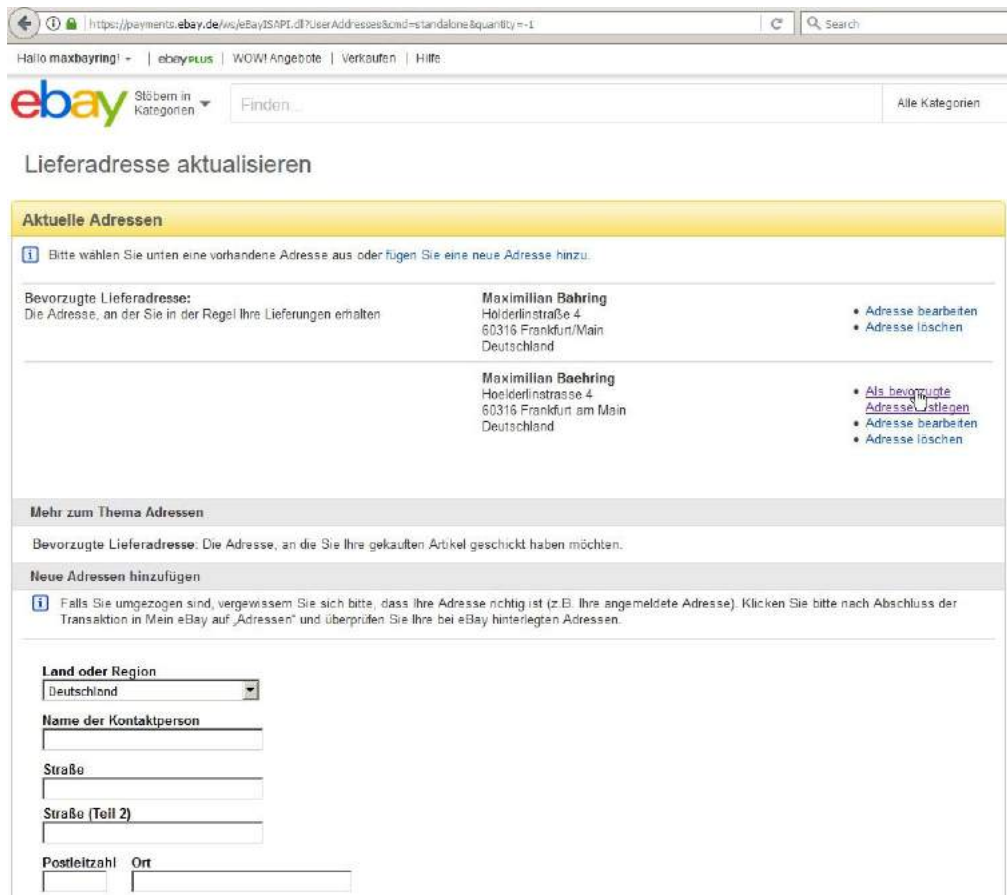 https://payments.ebay.de/ws/eBayISAPI.dll?UserAddresses&cmd=standalone&quantity=-1
Search
Hallo maxbayring! | ebay PLUS | WOW! Angebote | Verkaufen | Hilfe
ebay
Stöbern in Kategorien
Finden...
Alle Kategorien
Lieferadresse aktualisieren
Aktuelle Adressen
Bitte wählen Sie unten eine vorhandene Adresse aus oder fügen Sie eine neue Adresse hinzu.
Bevorzugte Lieferadresse:
Die Adresse, an der Sie in der Regel Ihre Lieferungen erhalten
Maximilian Bahring
Holderlinstraße 4
60316 Frankfurt/Main
Deutschland
• Adresse bearbeiten
• Adresse löschen
Maximilian Baehring
Hoelderlinstrasse 4
60316 Frankfurt am Main
Deutschland
• Als bevorzugte
Adresse
• Adresse bearbeiten
• Adresse löschen
Mehr zum Thema Adressen
Bevorzugte Lieferadresse: Die Adresse, an die Sie Ihre gekauften Artikel geschickt haben möchten.
Neue Adressen hinzufügen
Falls Sie umgezogen sind, vergewissern Sie sich bitte, dass Ihre Adresse richtig ist (z.B. Ihre angemeldete Adresse). Klicken Sie bitte nach Abschluss der
Transaktion in Mein eBay auf „Adressen" und überprüfen Sie Ihre bei eBay hinterlegten Adressen.
Land oder Region
Deutschland
Name der Kontaktperson
Straße
Straße (Teil 2)
Postleitzahl Ort